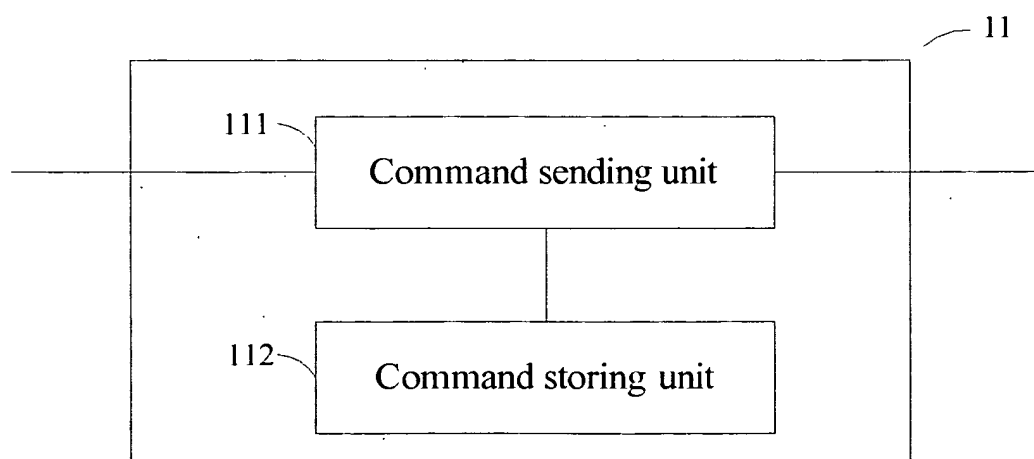 11
111
Command sending unit
112
Command storing unit